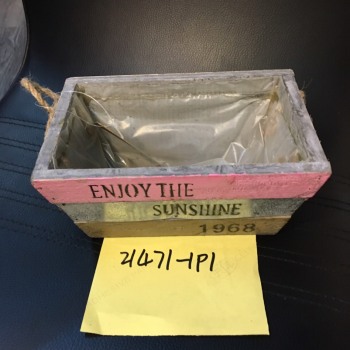 ENJOY THE
SUNSHINE
1968
21471-1P1